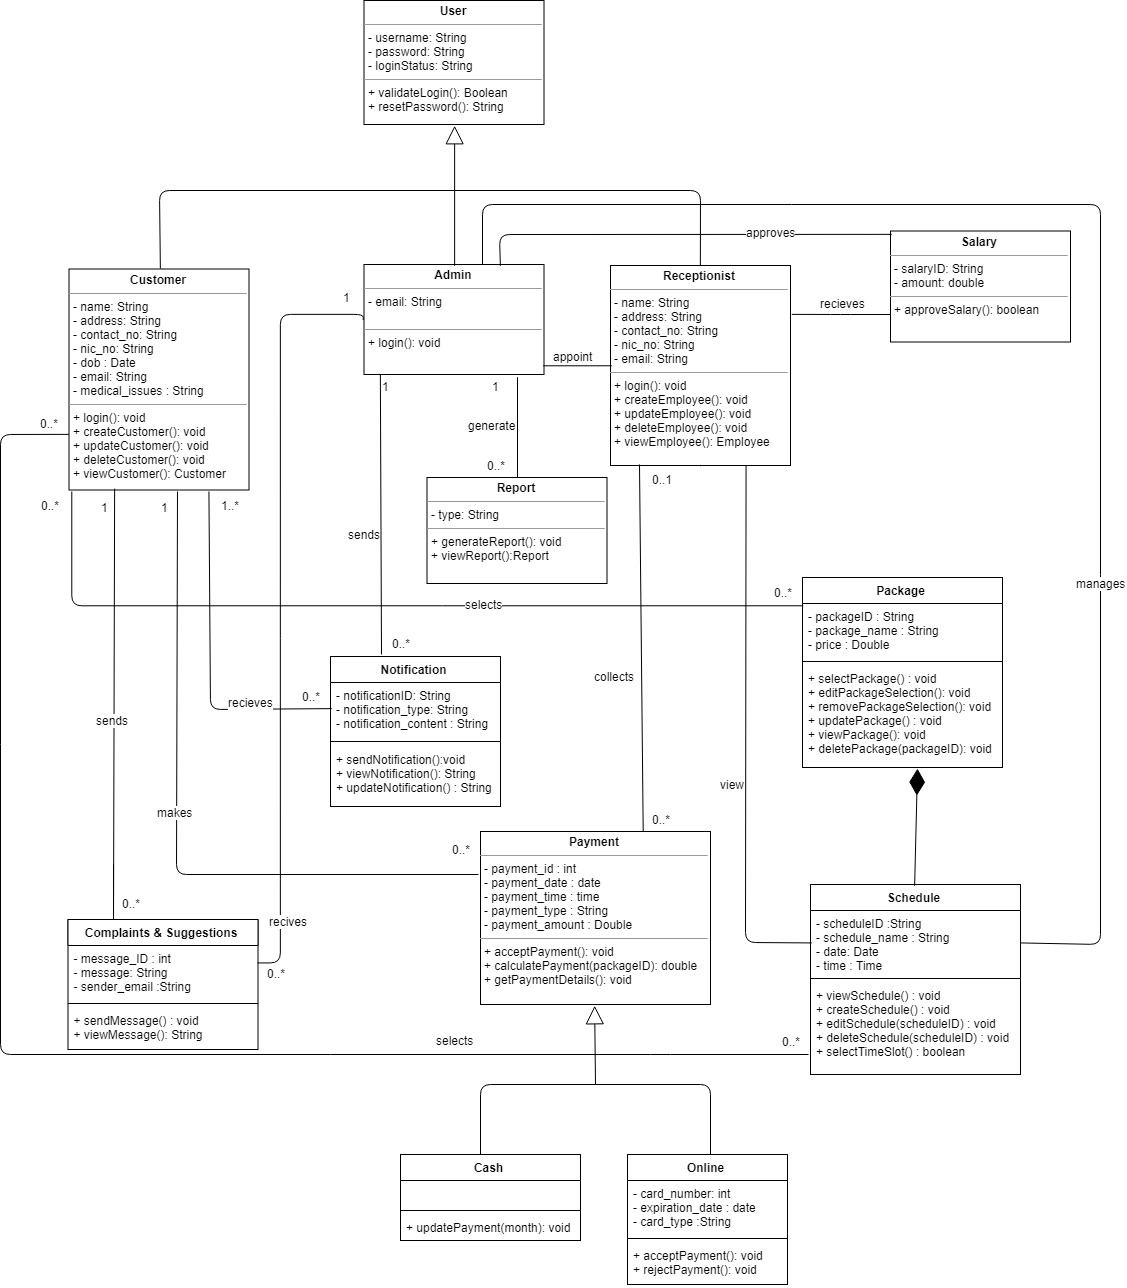 User
- username: String
- password: String
- loginStatus: String
+ validateLogin(): Boolean
+ resetPassword(): String
approves
Salary
- salaryID: String
- amount: double
+ approveSalary(): boolean
Customer
- name: String
- address: String
- contact_no: String
- nic_no: String
- dob : Date
- email: String
- medical_issues : String
+ login(): void
+ createCustomer(): void
+ updateCustomer(): void
+ deleteCustomer(): void
+ viewCustomer(): Customer
1
Admin
- email: String
+ login(): void
appoint
Receptionist
- name: String
- address: String
- contact_no: String
- nic_no: String
- email: String
+ login(): void
+ createEmployee(): void
+ updateEmployee(): void
+ deleteEmployee(): void
+ viewEmployee(): Employee
recieves
1
1
generate
0..*
0..*
0..1
Report
- type: String
+ generateReport(): void
+ viewReport():Report
0..*
1
1
1..*
sends
manages
selects
0..*
Package
- packageID : String
- package_name : String
- price : Double
+ selectPackage() : void
+ editPackageSelection(): void
+ removePackageSelection(): void
+ updatePackage() : void
+ viewPackage(): void
+ deletePackage(packageID): void
0..*
Notification
- notificationID: String
- notification_type: String
- notification_content : String
+ sendNotification():void
+ viewNotification(): String
+ updateNotification() : String
collects
recieves
0..*
sends
view
makes
0..*
0..*
Payment
- payment_id : int
- payment_date : date
- payment_time : time
- payment_type : String
- payment_amount : Double
+ acceptPayment(): void
+ calculatePayment(packageID): double
+ getPaymentDetails(): void
0..*
Complaints & Suggestions
- message_ID : int
- message: String
- sender_email :String
+ sendMessage() : void
+ viewMessage(): String
recives
0..*
Schedule
- scheduleID :String
- schedule_name : String
- date: Date
- time : Time
+ viewSchedule() : void
+ createSchedule() : void
+ editSchedule(scheduleID) : void
+ deleteSchedule(scheduleID) : void
+ selectTimeSlot() : boolean
selects
0..*
Cash
+ updatePayment(month): void
Online
- card_number: int
- expiration_date : date
- card_type :String
+ acceptPayment(): void
+ rejectPayment(): void